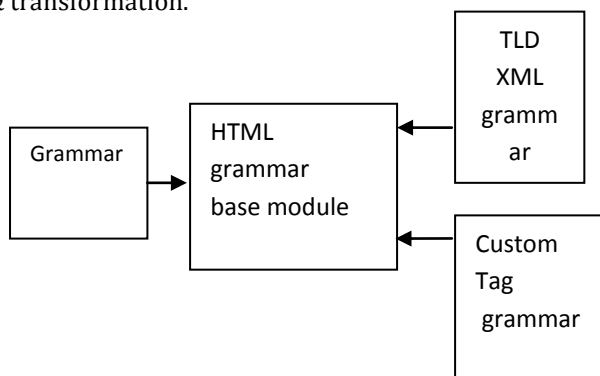 transformation.
TLD
XML
gramm
ar
HTML
grammar
base module
Grammar
Custom
Tag
grammar